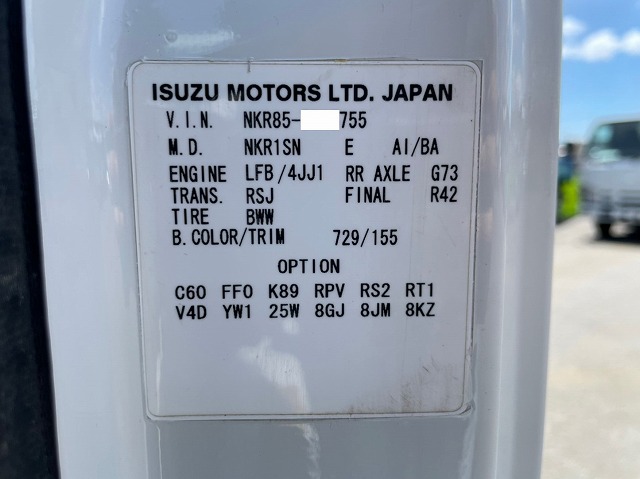 ISUZU MOTORS LTD. JAPAN
V.I.N. NKR85- 755
M.D. NKR1SN E AI/BA
ENGINE LFB/4JJ1 RR AXLE G73
TRANS. RSJ FINAL R42
TIRE BWW
B.COLOR/TRIM 729/155
OPTION
C60 FF0 K89 RPV RS2 RT1
V4D YW1 25W 8GJ 8JM 8KZ